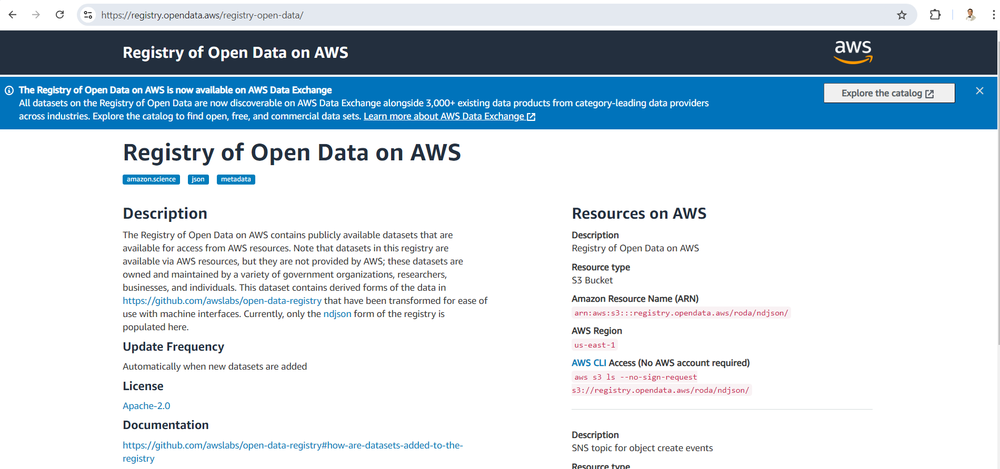 https://registry.opendata.aws/registry-open-data/
Registry of Open Data on AWS
aws
The Registry of Open Data on AWS is now available on AWS Data Exchange
All datasets on the Registry of Open Data are now discoverable on AWS Data Exchange alongside 3,000+ existing data products from category-leading data providers
across industries. Explore the catalog to find open, free, and commercial data sets. Learn more about AWS Data Exchange
Explore the catalog
Registry of Open Data on AWS
amazon.science json metadata
Description
The Registry of Open Data on AWS contains publicly available datasets that are
available for access from AWS resources. Note that datasets in this registry are
available via AWS resources, but they are not provided by AWS; these datasets are
owned and maintained by a variety of government organizations, researchers,
businesses, and individuals. This dataset contains derived forms of the data in
https://github.com/awslabs/open-data-registry that have been transformed for ease of
use with machine interfaces. Currently, only the ndjson form of the registry is
populated here.
Update Frequency
Automatically when new datasets are added
License
Apache-2.0
Documentation
https://github.com/awslabs/open-data-registry#how-are-datasets-added-to-the-
registry
Resources on AWS
Description
Registry of Open Data on AWS
Resource type
S3 Bucket
Amazon Resource Name (ARN)
arn:aws:s3:::registry.opendata.aws/roda/ndjson/
AWS Region
us-east-1
AWS CLI Access (No AWS account required)
aws s3 ls --no-sign-request
s3://registry.opendata.aws/roda/ndjson/
Description
SNS topic for object create events
Resource type